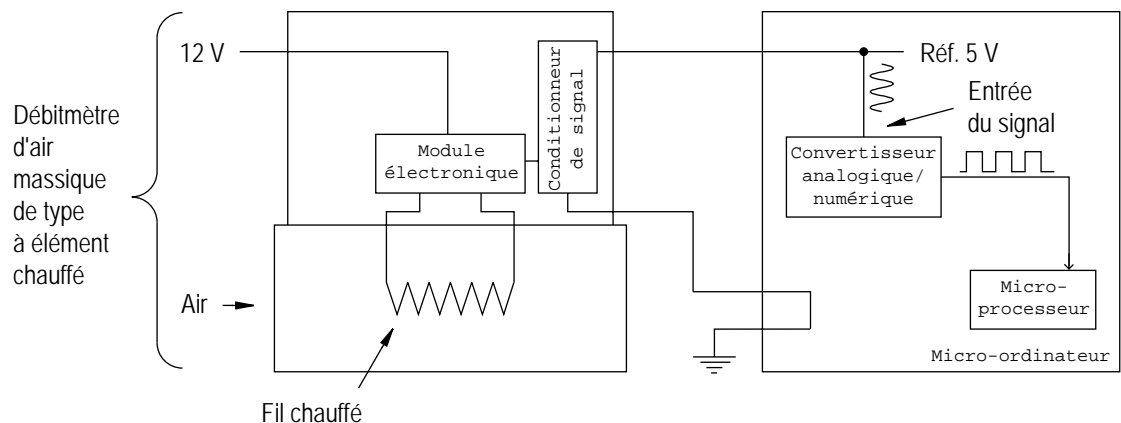 Débitmètre
d'air
massique
de type
à élément
chauffé
12 V
Module
électronique
Conditionneur
de signal
Air
Fil chauffé
Réf. 5 V
Entrée
du signal
Convertisseur
analogique/
numérique
Micro-
processeur
Micro-ordinateur